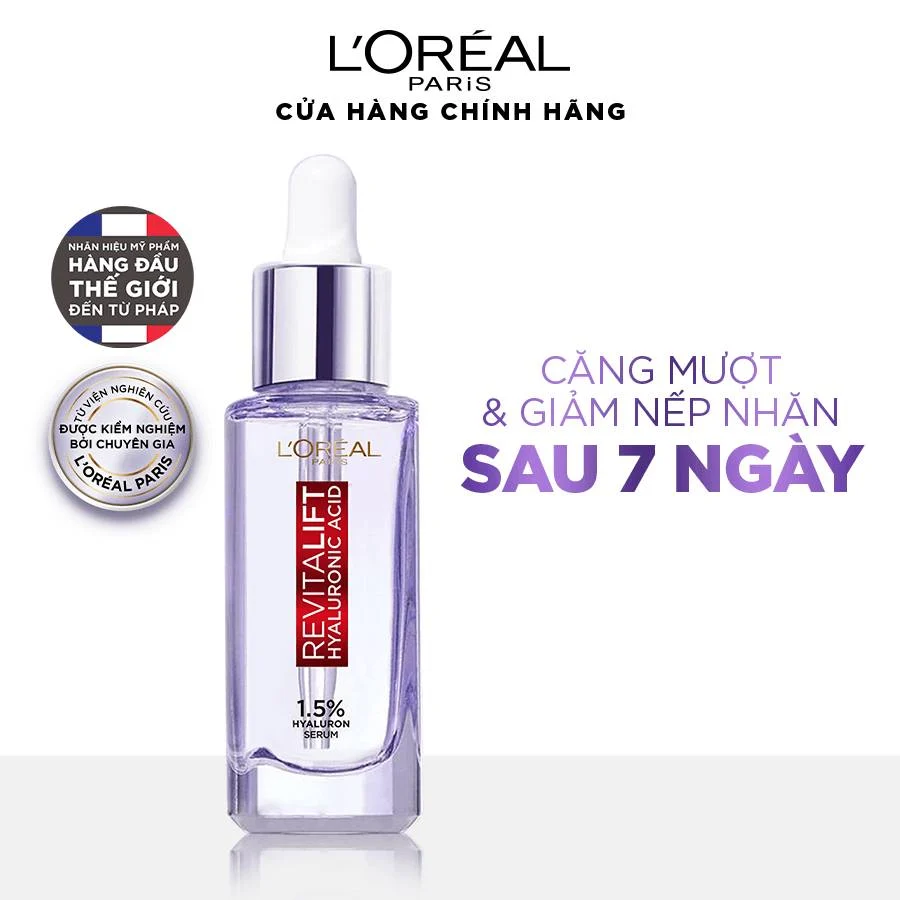 L'ORÉAL
PARiS
CỬA HÀNG CHÍNH HÃNG
NHÃN HIỆU MỸ PHẨM
HÀNG ĐẦU
THẾ GIỚI
ĐẾN TỪ PHÁP
TỪ VIỆN NGHIÊN CỨU
ĐƯỢC KIỂM NGHIỆM
BỞI CHUYÊN GIA
L'ORÉAL PARIS
L'ORÉAL
PARIS
REVITALIFT
HYALURONIC ACID
1.5%
HYALURON
SERUM
CĂNG MƯỢT
& GIẢM NẾP NHĂN
SAU 7 NGÀY